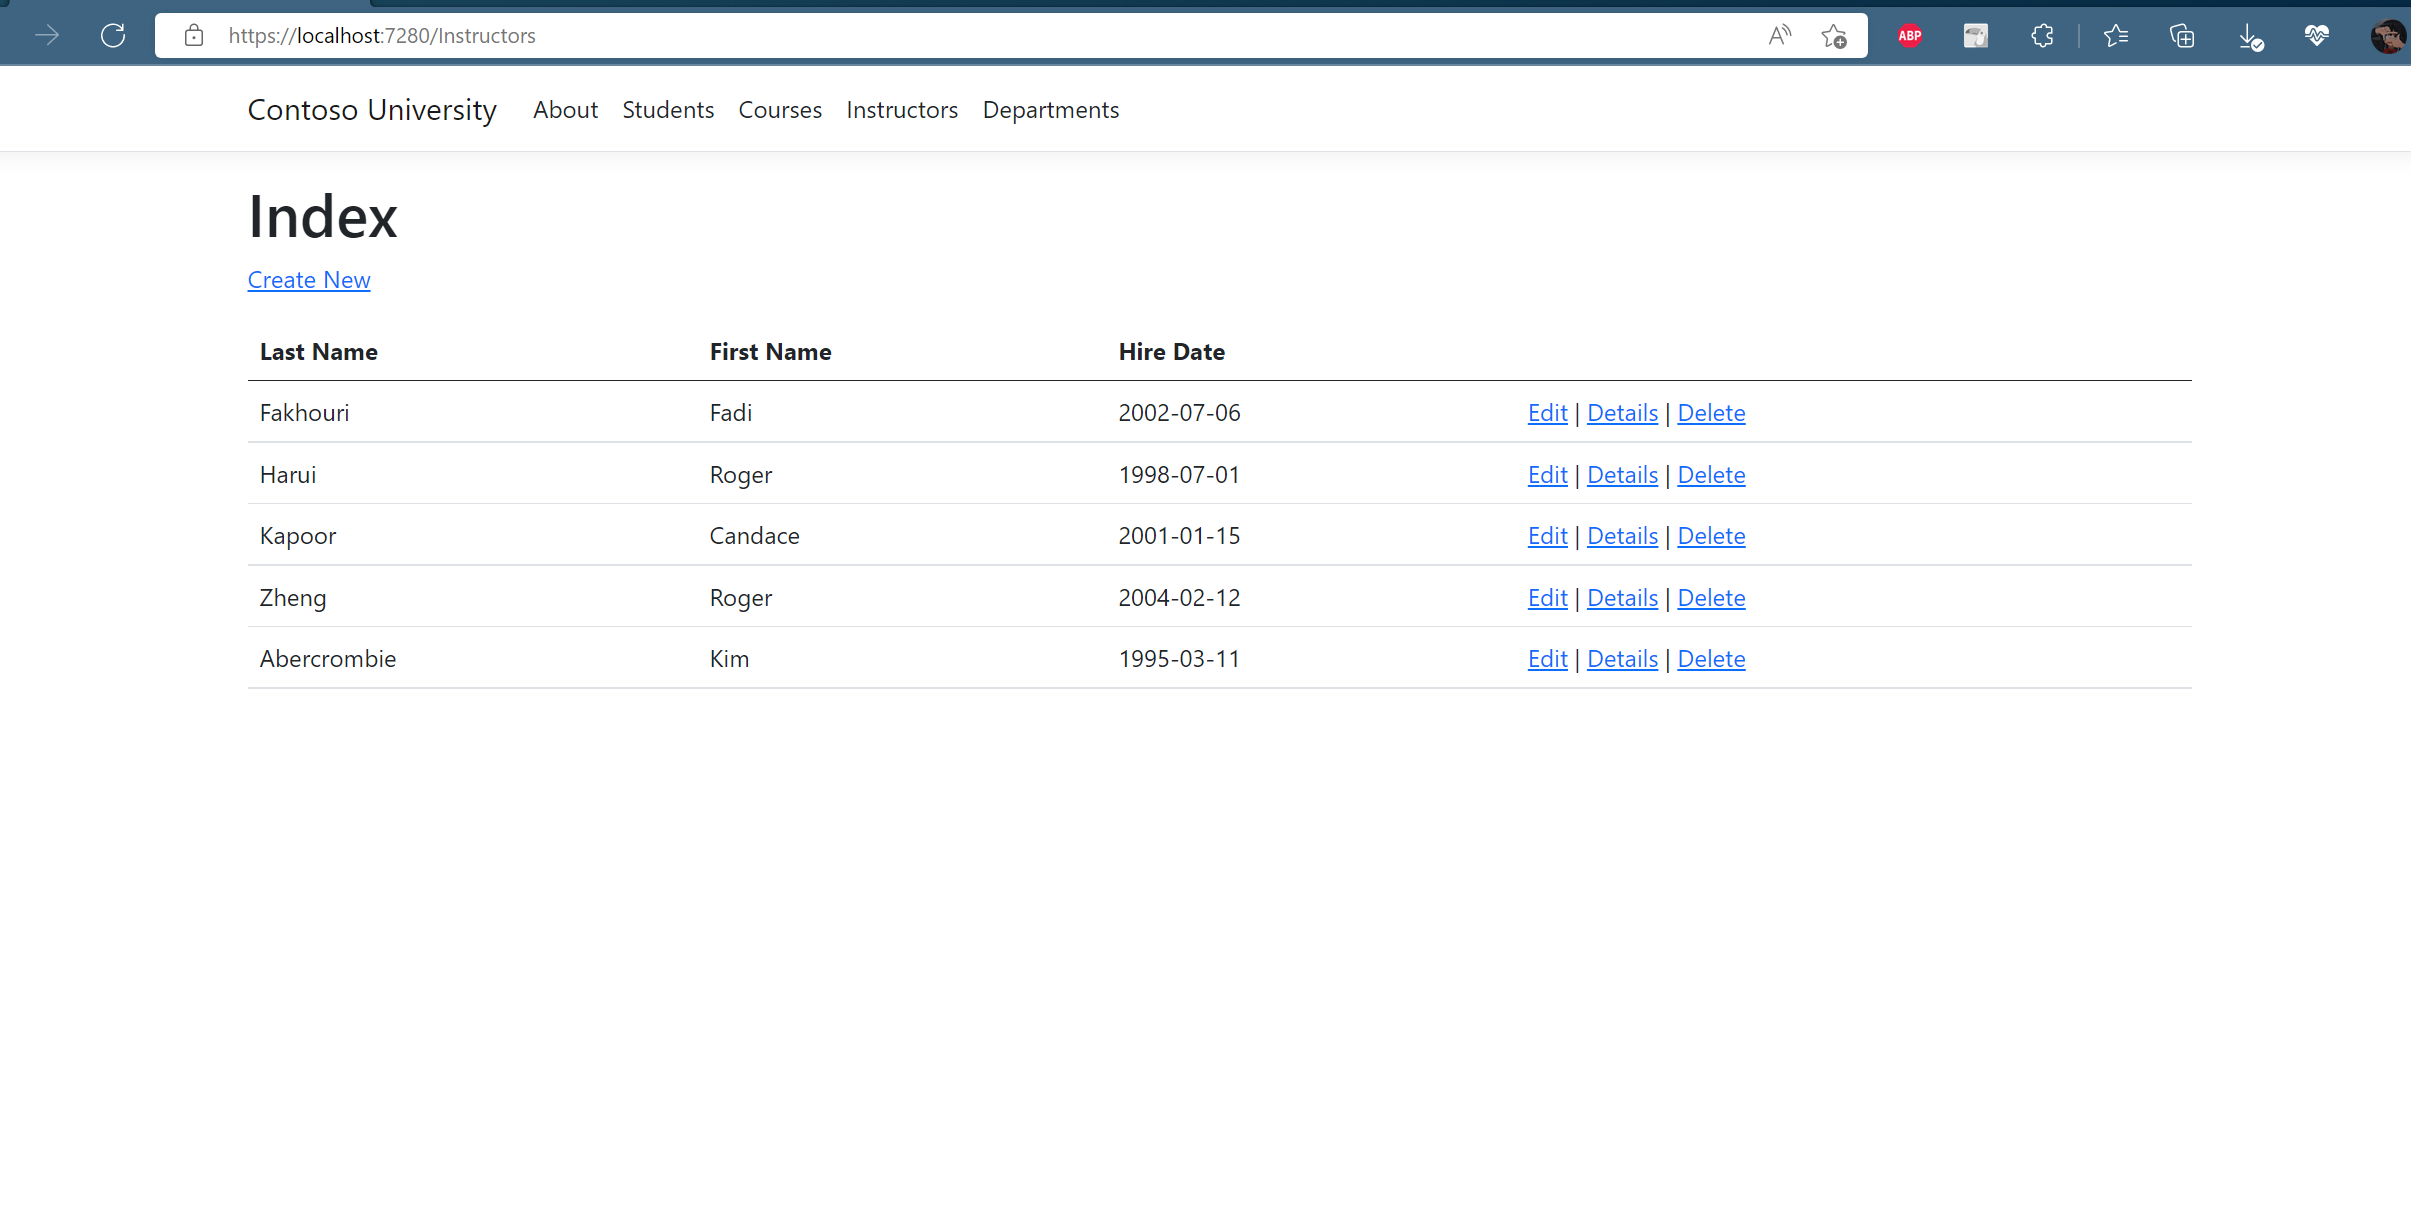 https://localhost:7280/Instructors A ABP
Contoso University About Students Courses Instructors Departments
Index
Create New
Last Name First Name Hire Date
Fakhouri Fadi 2002-07-06 Edit | Details | Delete
Harui Roger 1998-07-01 Edit | Details | Delete
Kapoor Candace 2001-01-15 Edit | Details | Delete
Zheng Roger 2004-02-12 Edit | Details | Delete
Abercrombie Kim 1995-03-11 Edit | Details | Delete